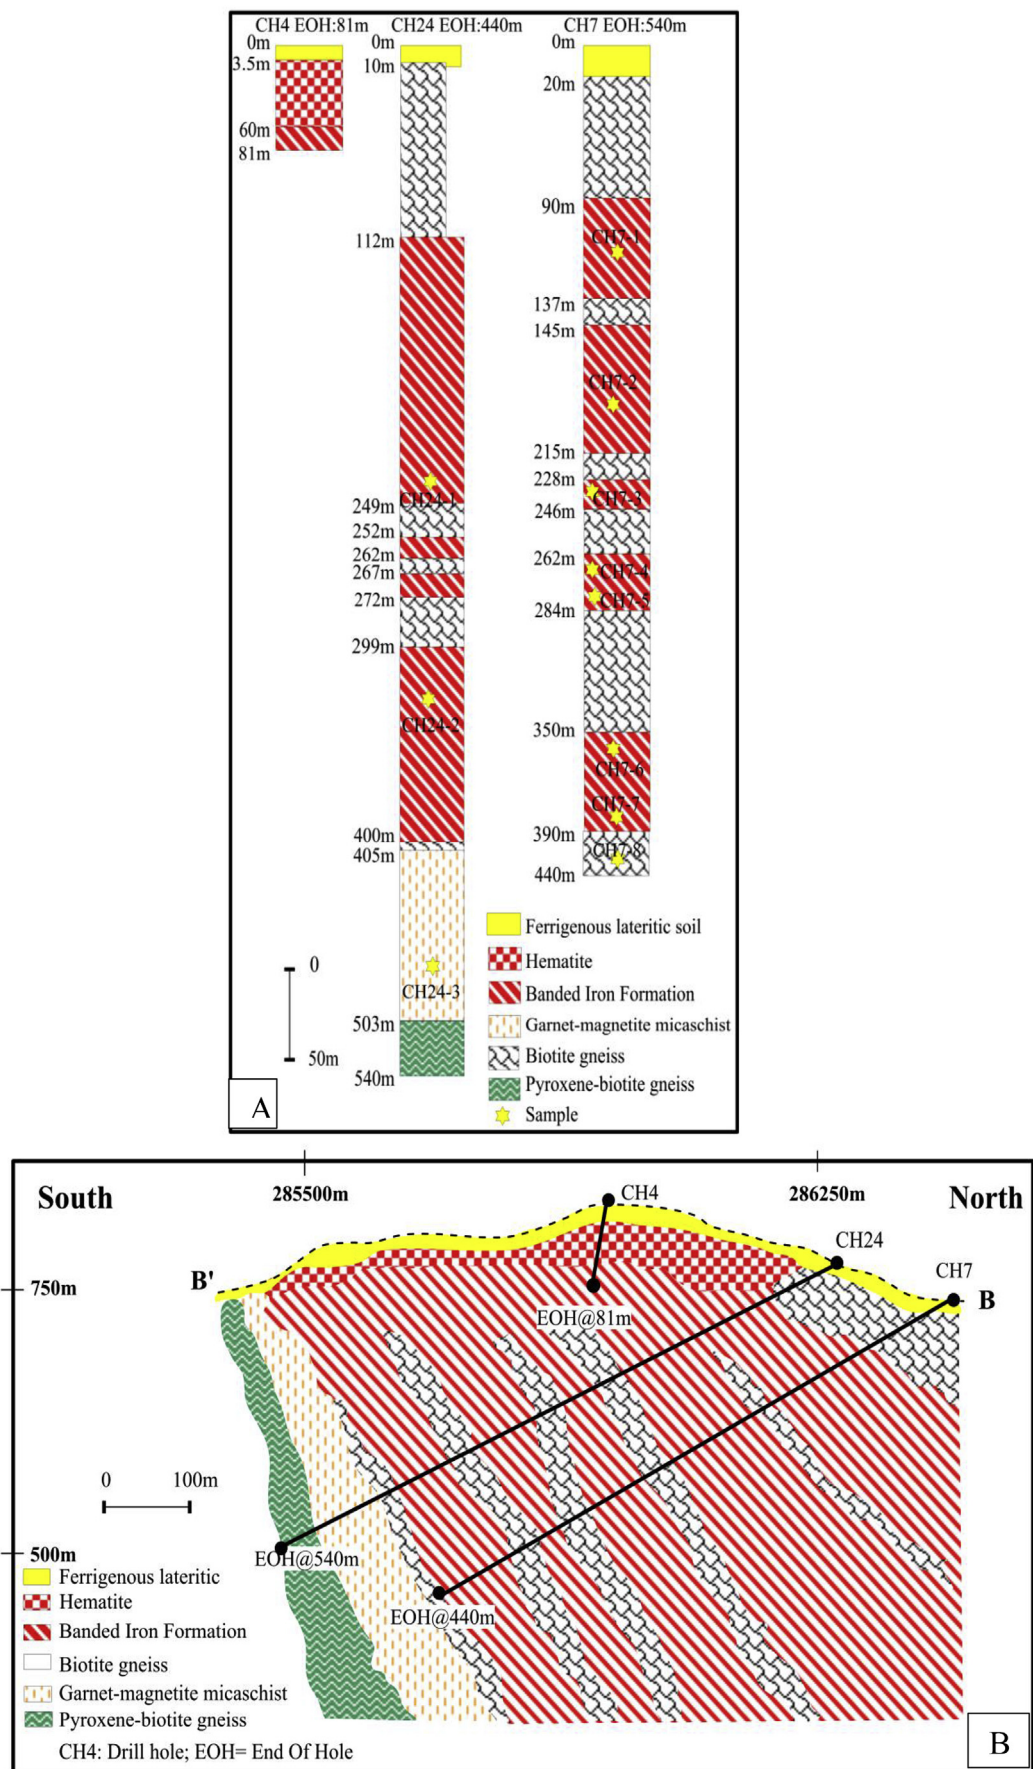 CH4 EOH:81m CH24 EOH:440m CH7 EOH:540m
0m
3.5m
60m
81m
0m
10m
112m
CH24-1
249m
252m
262m
267m
272m
299m
CH24-2
400m
405m
CH24-3
503m
540m
0m
20m
90m
CH7-1
137m
145m
CH7-2
215m
228m
CH7-3
246m
262m
CH7-4
CH7-5
284m
350m
CH7-6
CH7-7
390m
CH7-8
440m
0
50m
Ferrigenous lateritic soil
Hematite
Banded Iron Formation
Garnet-magnetite micaschist
Biotite gneiss
Pyroxene-biotite gneiss
Sample
A
South
285500m
286250m
North
CH4
CH24
CH7
B'
B
750m
EOH@81m
0 100m
500m
EOH@540m
EOH@440m
Ferrigenous lateritic
Hematite
Banded Iron Formation
Biotite gneiss
Garnet-magnetite micaschist
Pyroxene-biotite gneiss
CH4: Drill hole; EOH= End Of Hole
B